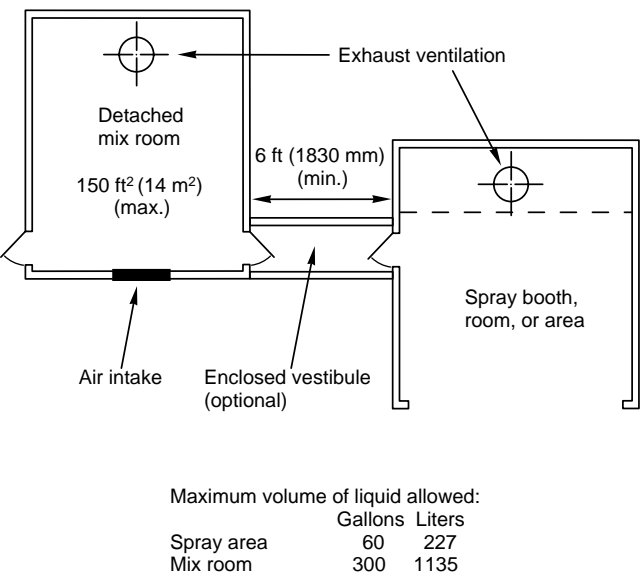 Exhaust ventilation
Detached
mix room
150 ft² (14 m²)
(max.)
6 ft (1830 mm)
(min.)
Spray booth,
room, or area
Air intake
Enclosed vestibule
(optional)
Maximum volume of liquid allowed:
Gallons Liters
Spray area 60 227
Mix room 300 1135